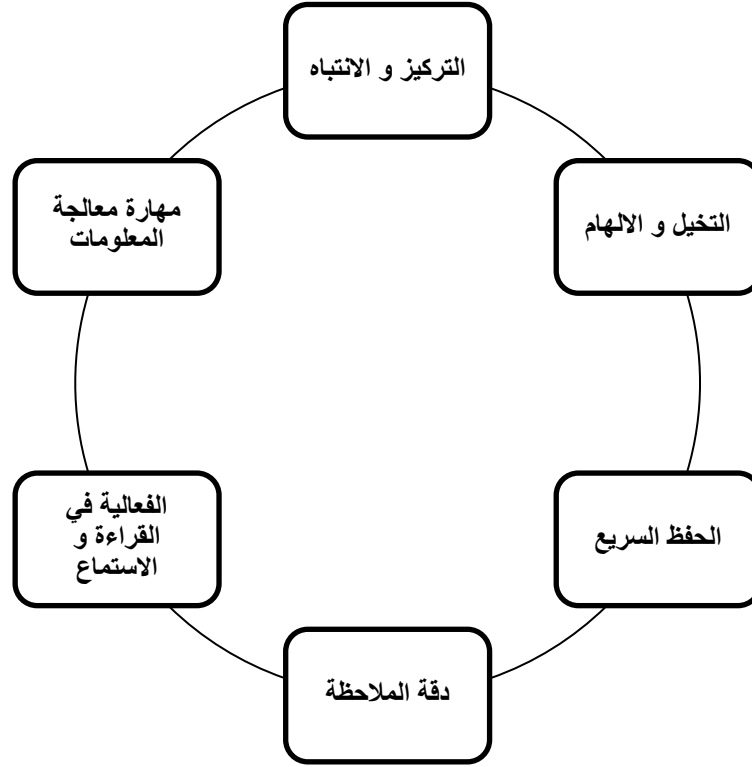 التركيز و الانتباه
التخيل و الالهام
الحفظ السريع
دقة الملاحظة
الفعالية في
القراءة و
الاستماع
مهارة معالجة
المعلومات